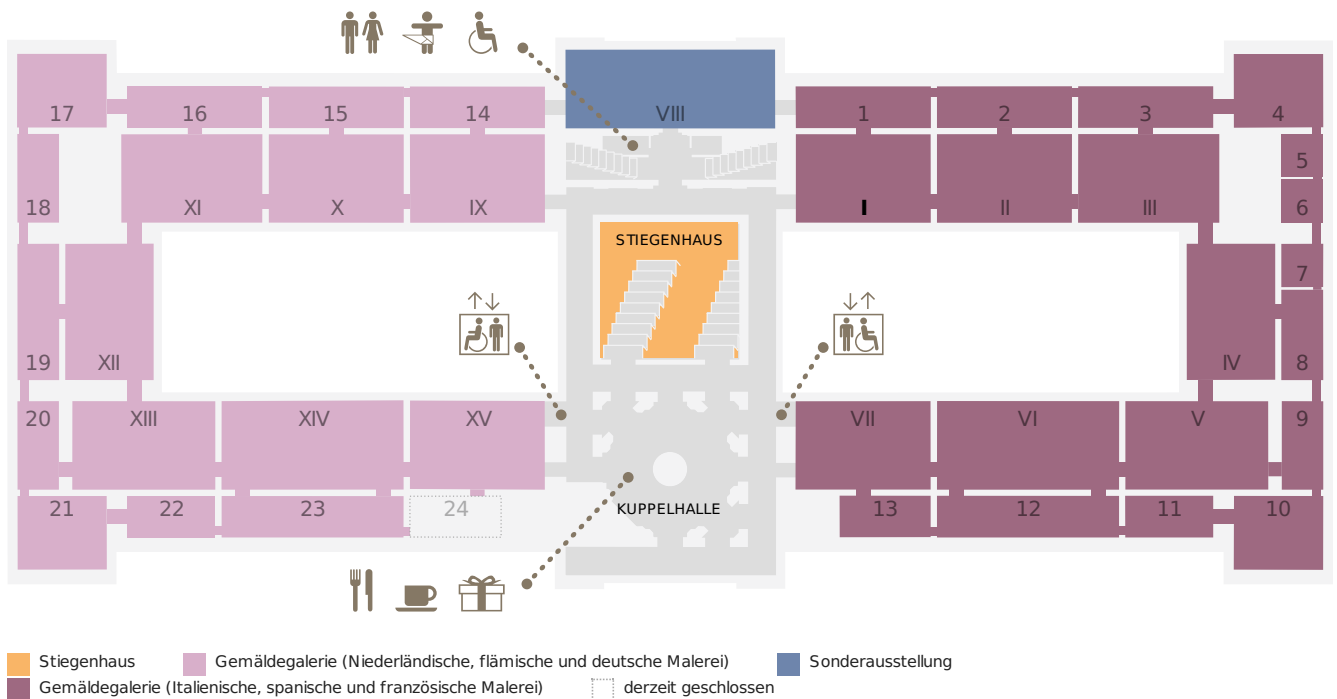 17
16
15
14
VIII
1
2
3
4
5
18
XI
X
IX
I
II
III
6
STIEGENHAUS
7
19
XII
IV
8
20
XIII
XIV
XV
VII
VI
V
9
21
22
23
24
KUPPELHALLE
13
12
11
10
Stiegenhaus
Gemäldegalerie (Niederländische, flämische und deutsche Malerei)
Sonderausstellung
Gemäldegalerie (Italienische, spanische und französische Malerei)
derzeit geschlossen